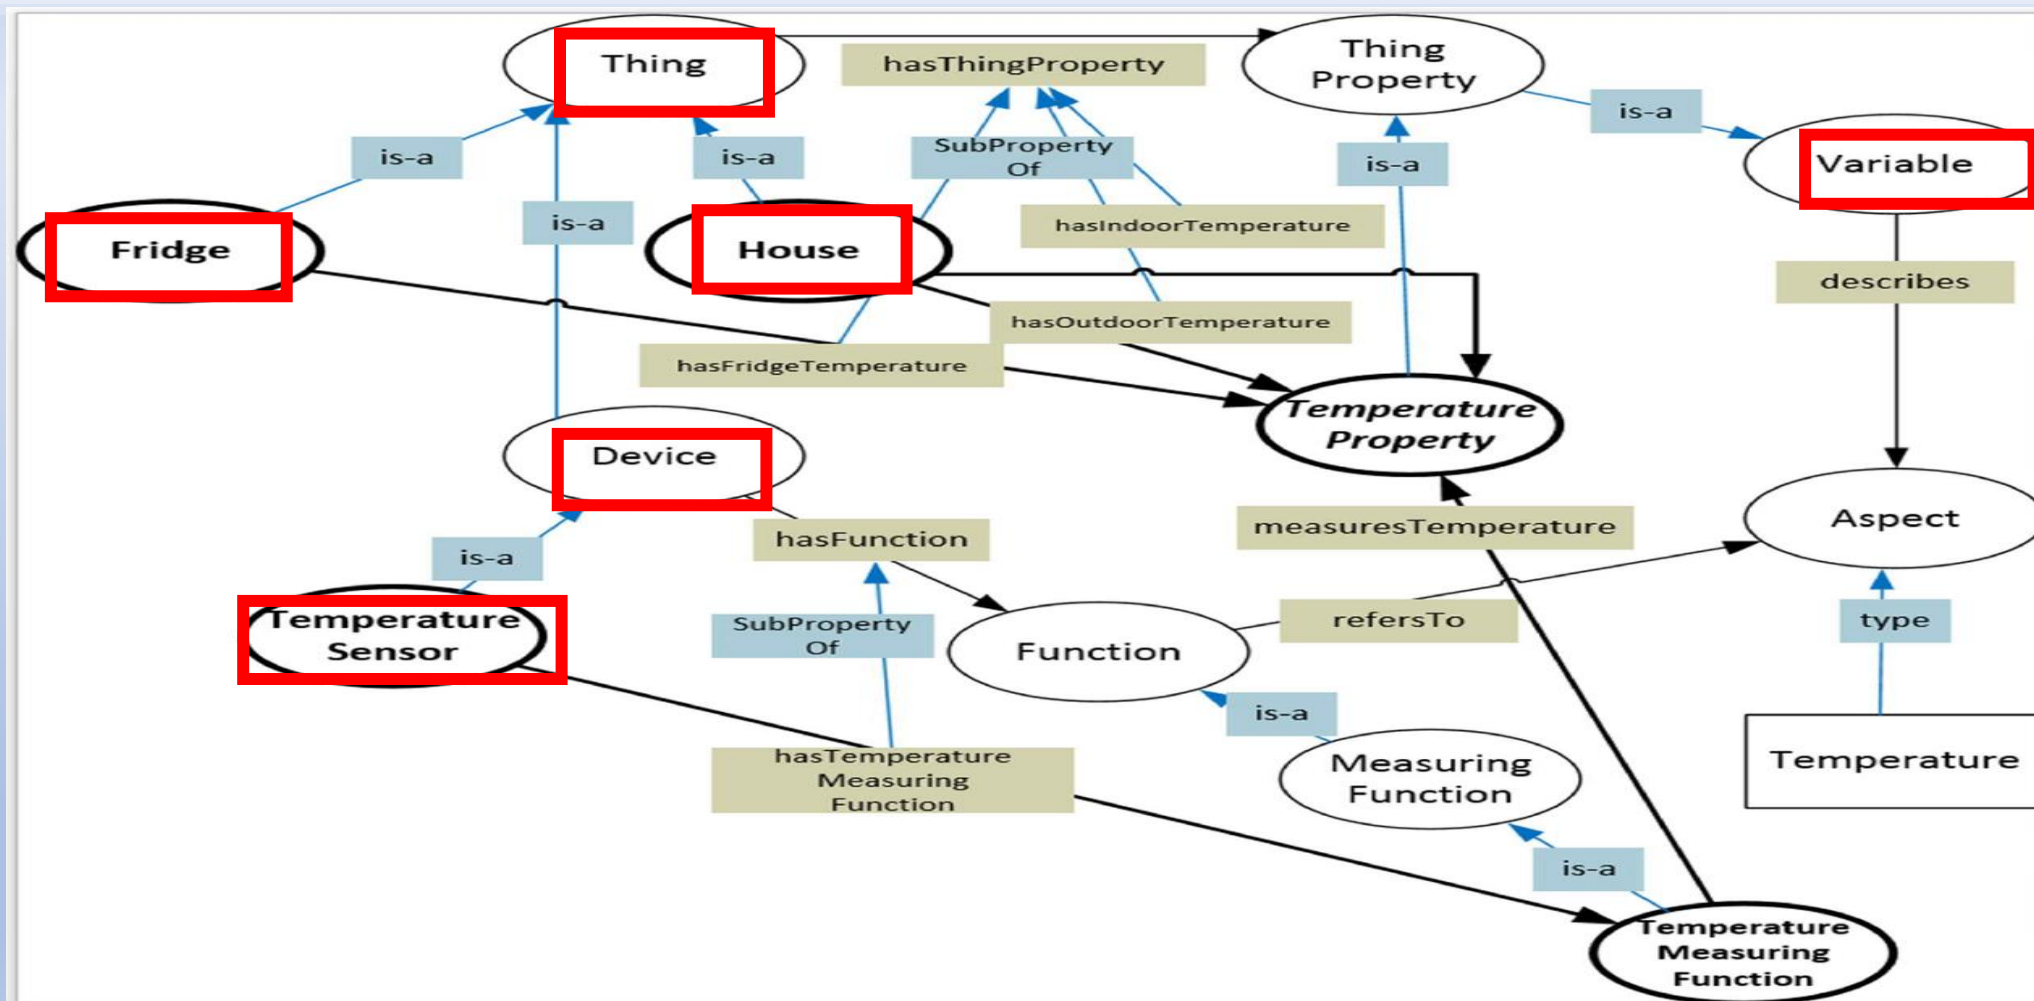 Thing
hasThingProperty
Thing
Property
is-a
is-a
is-a
SubProperty
Of
is-a
Variable
Fridge
is-a
House
hasIndoorTemperature
describes
hasOutdoorTemperature
hasFridgeTemperature
Temperature
Property
Device
hasFunction
measuresTemperature
Aspect
is-a
Temperature
Sensor
SubProperty
Of
Function
refersTo
type
is-a
hasTemperature
Measuring
Function
Measuring
Function
Temperature
is-a
Temperature
Measuring
Function